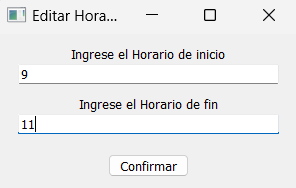 Editar Hora...
Ingrese el Horario de inicio
9
Ingrese el Horario de fin
11
Confirmar